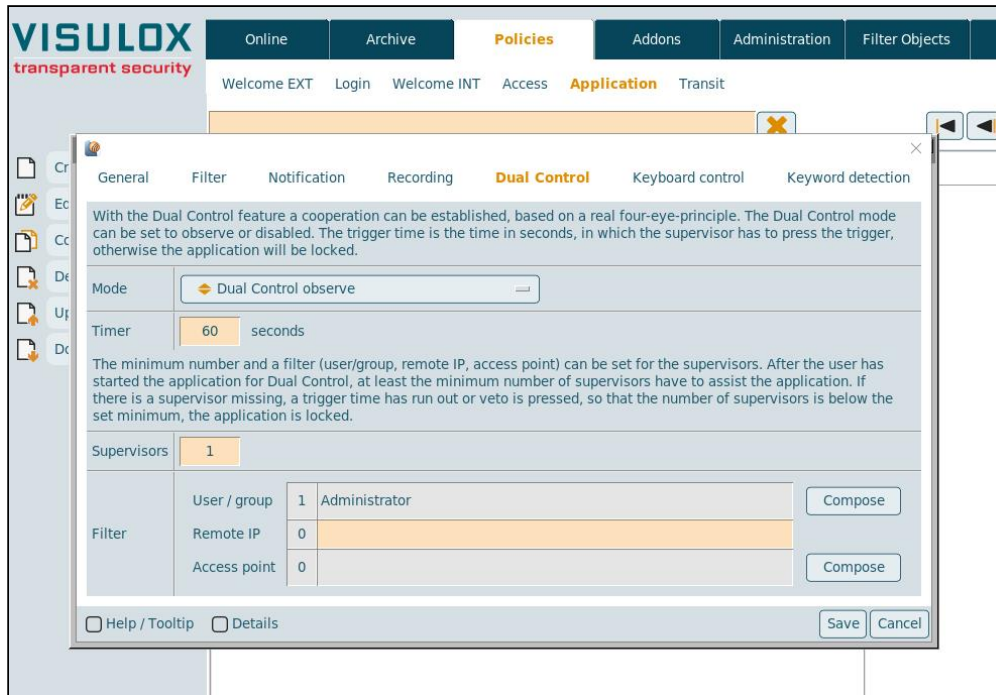 VISULOX
transparent security
Online Archive Policies Addons Administration Filter Objects
Welcome EXT Login Welcome INT Access Application Transit
General Filter Notification Recording Dual Control Keyboard control Keyword detection
With the Dual Control feature a cooperation can be established, based on a real four-eye-principle. The Dual Control mode
can be set to observe or disabled. The trigger time is the time in seconds, in which the supervisor has to press the trigger,
otherwise the application will be locked.
Mode Dual Control observe
Timer 60 seconds
The minimum number and a filter (user/group, remote IP, access point) can be set for the supervisors. After the user has
started the application for Dual Control, at least the minimum number of supervisors have to assist the application. If
there is a supervisor missing, a trigger time has run out or veto is pressed, so that the number of supervisors is below the
set minimum, the application is locked.
Supervisors 1
User / group 1 Administrator Compose
Filter Remote IP 0
Access point 0 Compose
Help / Tooltip Details Save Cancel